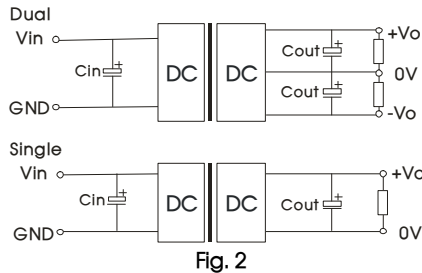 Dual
Vin
+Vo
Cout
Cin
DC
DC
0V
Cout
GND
-Vo
Single
Vin
+Vo
Cin
DC
DC
Cout
GND
0V
Fig. 2